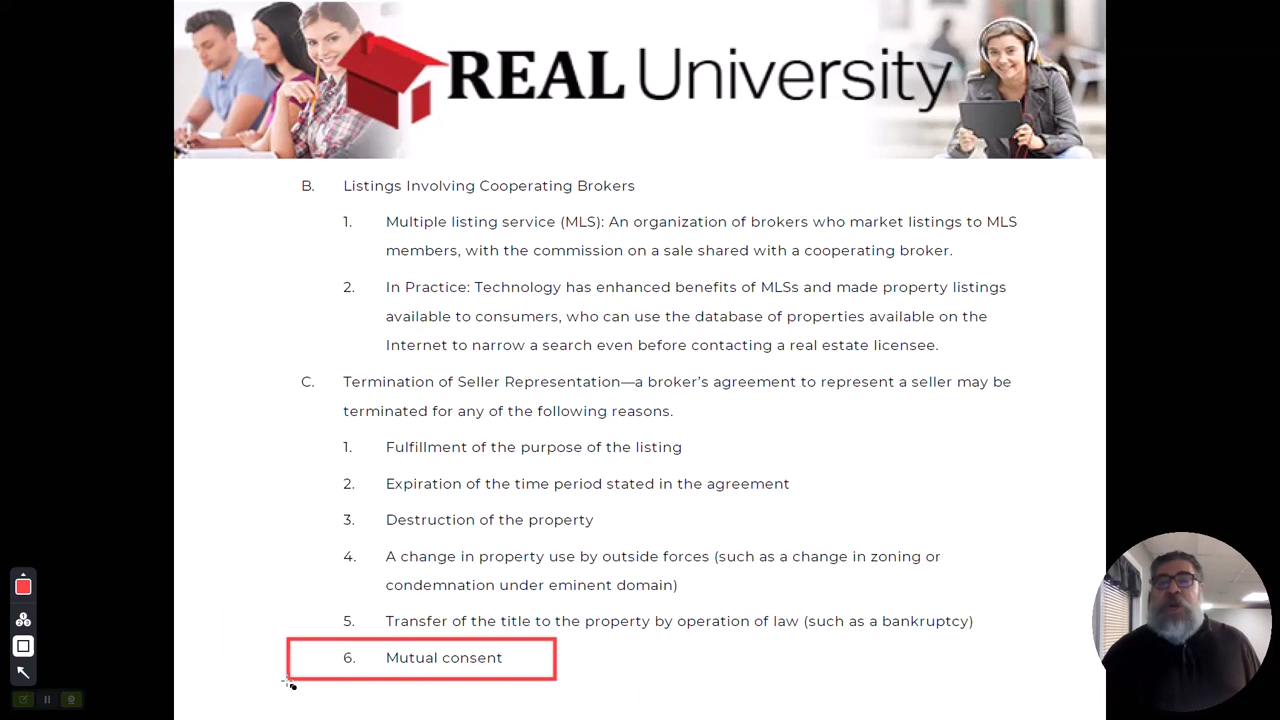 REAL University
B. Listings Involving Cooperating Brokers
1. Multiple listing service (MLS): An organization of brokers who market listings to MLS
members, with the commission on a sale shared with a cooperating broker.
2. In Practice: Technology has enhanced benefits of MLSs and made property listings
available to consumers, who can use the database of properties available on the
Internet to narrow a search even before contacting a real estate licensee.
C. Termination of Seller Representation—a broker's agreement to represent a seller may be
terminated for any of the following reasons.
1. Fulfillment of the purpose of the listing
2. Expiration of the time period stated in the agreement
3. Destruction of the property
4. A change in property use by outside forces (such as a change in zoning or
condemnation under eminent domain)
5. Transfer of the title to the property by operation of law (such as a bankruptcy)
6. Mutual consent